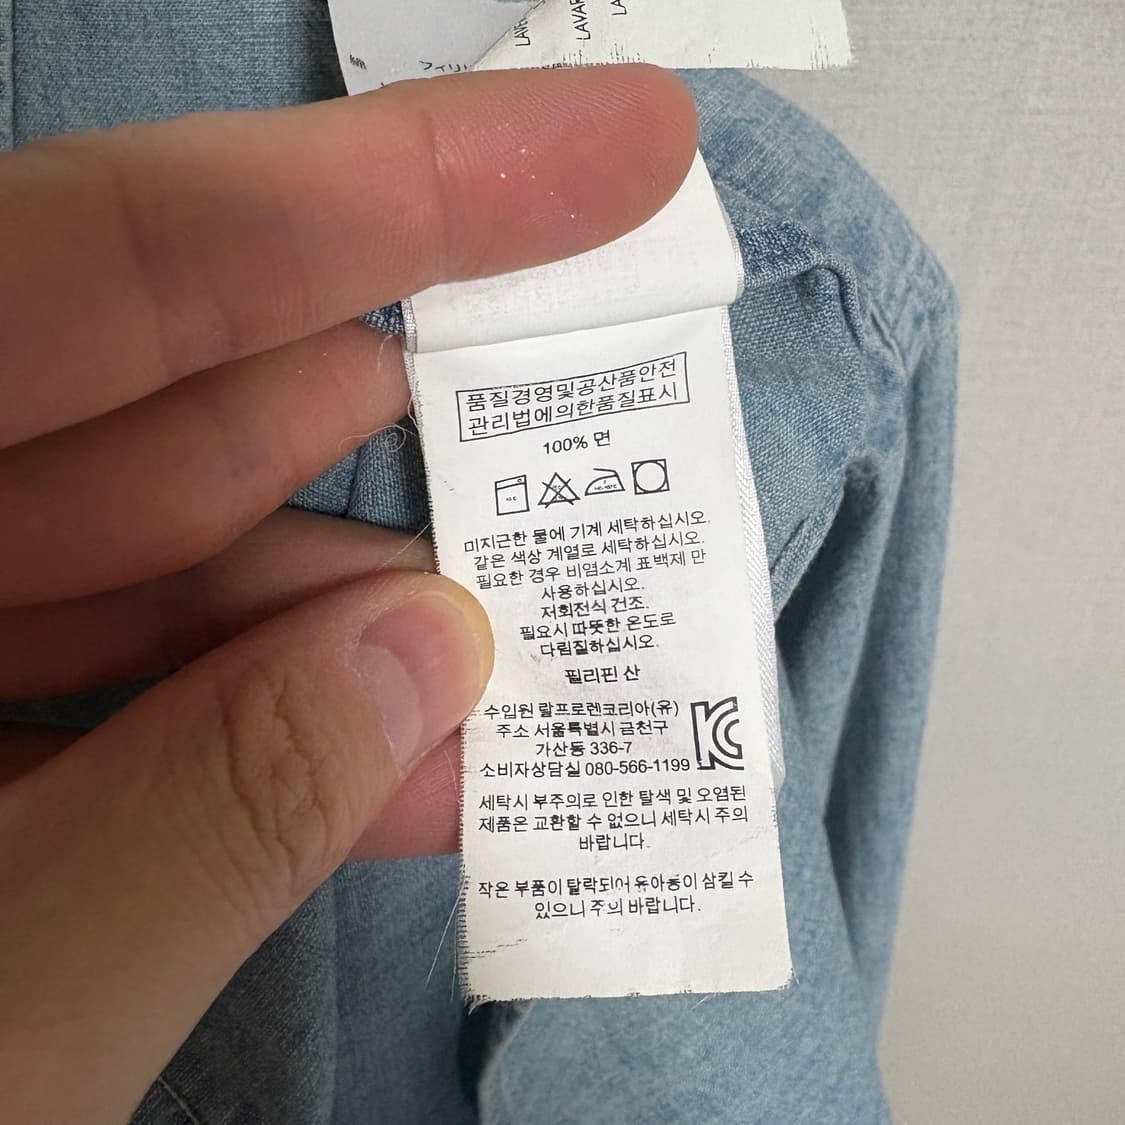 LAVE
LAVAR
LA
フィリ
품질경영및공산품안전
관리법에의한품질표시
100% 면
미지근한 물에 기계 세탁하십시오.
같은 색상 계열로 세탁하십시오.
필요한 경우 비염소계 표백제 만
사용하십시오.
저회전식 건조.
필요시 따뜻한 온도로
다림질하십시오.
필리핀 산
수입원 랄프로렌코리아(유)
주소 서울특별시 금천구
가산동 336-7
소비자상담실 080-566-1199
세탁시 부주의로 인한 탈색 및 오염된
제품은 교환할 수 없으니 세탁시 주의
바랍니다.
작은 부품이 탈락되어 유아동이 삼킬 수
있으니 주의 바랍니다.